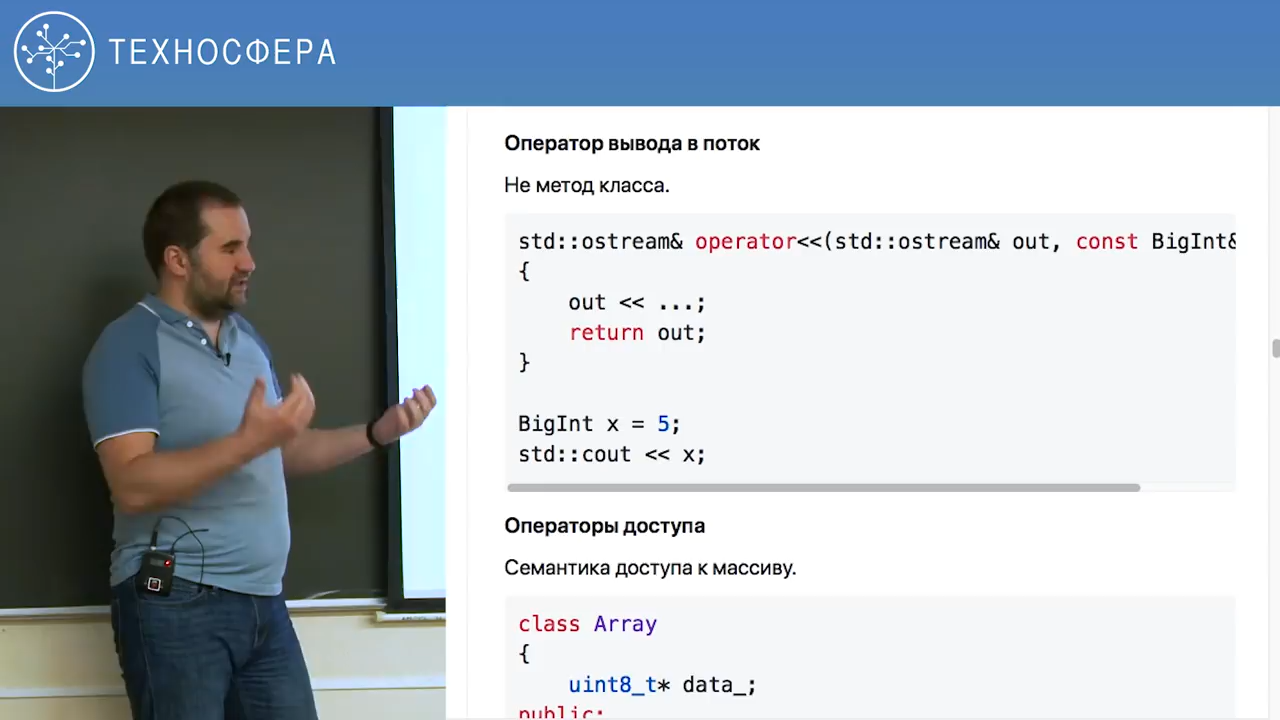 ТЕХНОСФЕРА
Оператор вывода в поток
Не метод класса.
std::ostream& operator<<(std::ostream& out, const BigInt&
{
    out << ...;
    return out;
}
BigInt x = 5;
std::cout << x;
Операторы доступа
Семантика доступа к массиву.
class Array
{
    uint8_t* data_;
public: